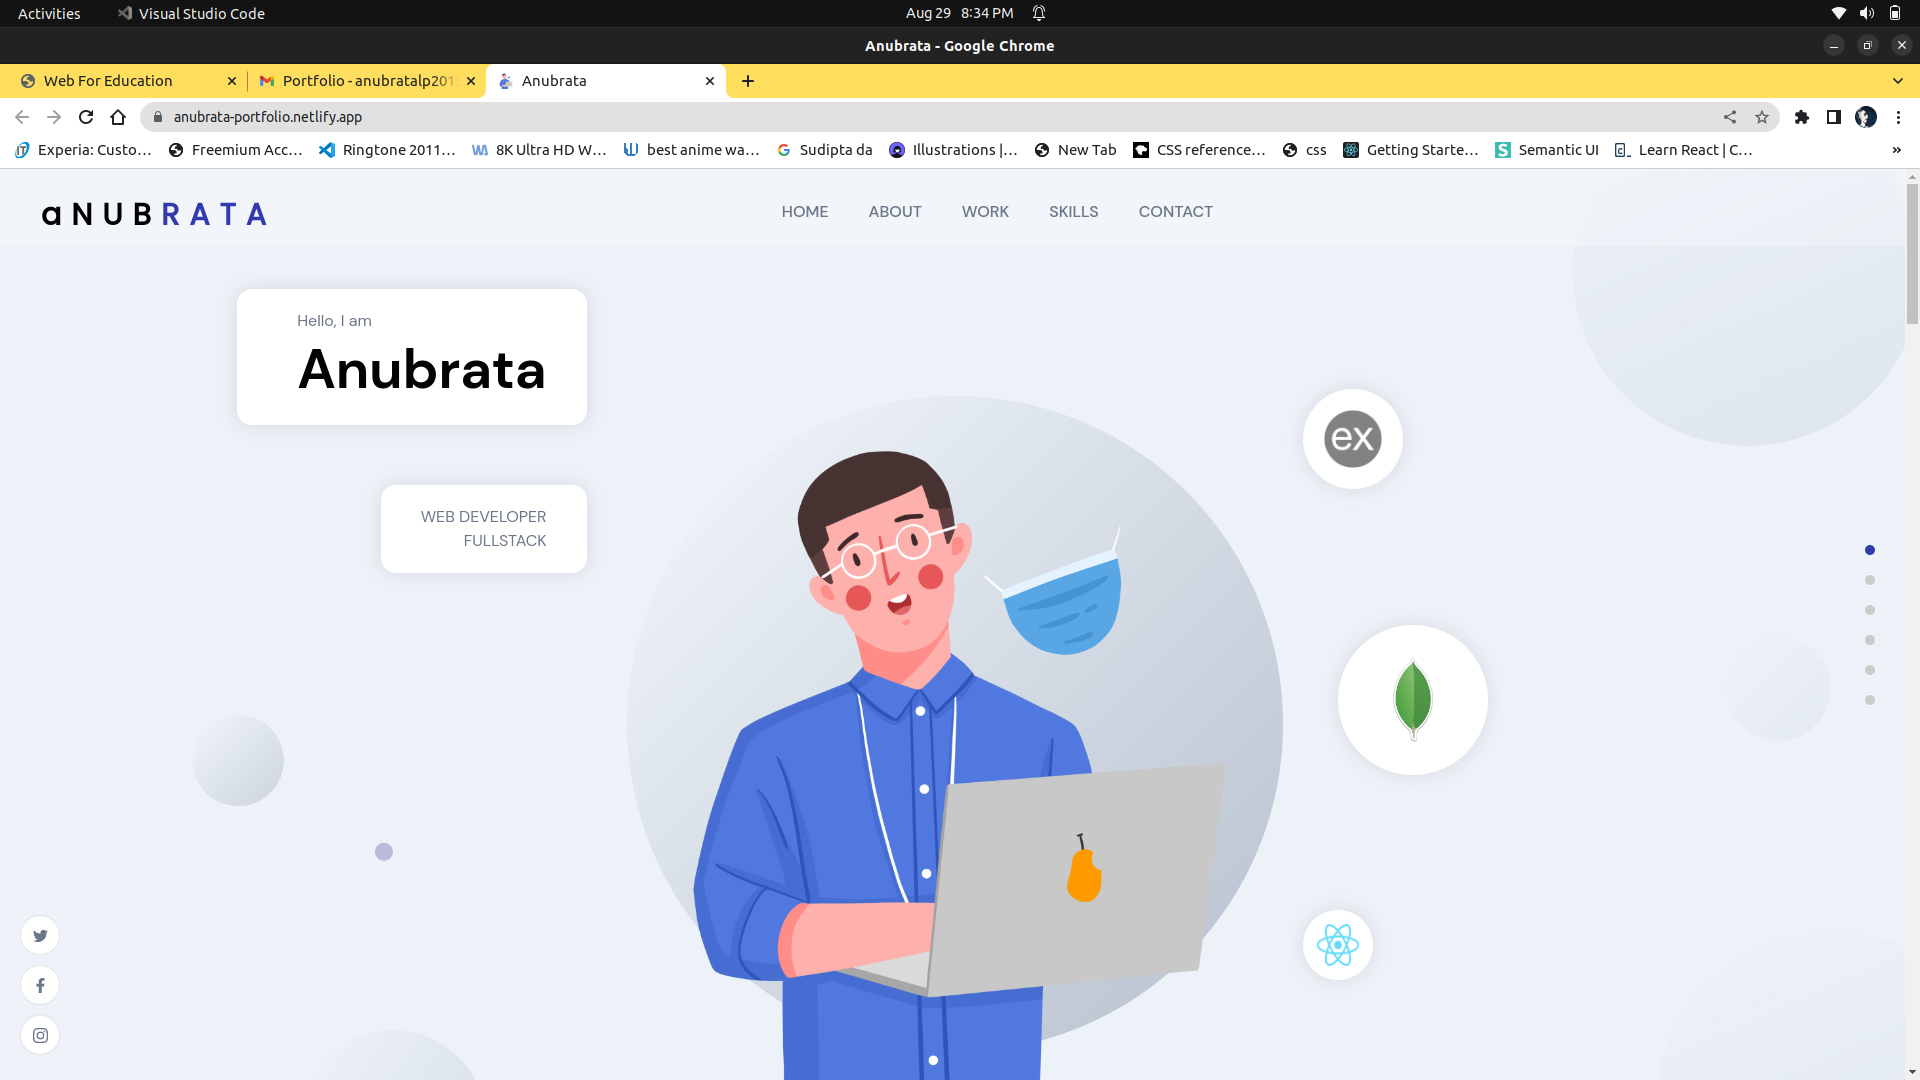 Activities
Visual Studio Code
Aug 29 8:34 PM
Anubrata - Google Chrome
Web For Education
Portfolio - anubratalp201
Anubrata
anubrata-portfolio.netlify.app
Experia: Custo...
Freemium Acc...
Ringtone 2011...
8K Ultra HD W...
best anime wa...
Sudipta da
Illustrations |...
New Tab
CSS reference...
css
Getting Starte...
Semantic UI
Learn React | C...
»
aNUBRATA
HOME
ABOUT
WORK
SKILLS
CONTACT
Hello, I am
Anubrata
WEB DEVELOPER
FULLSTACK
ex